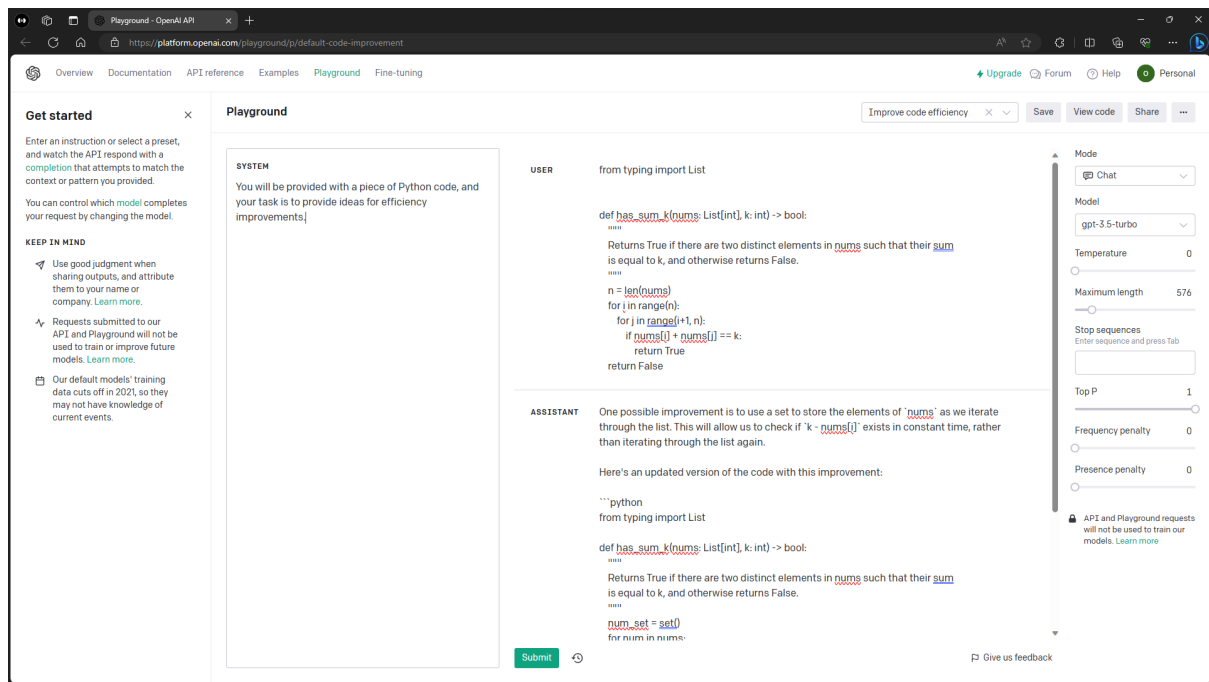 Playground - OpenAI API
https://platform.openai.com/playground/p/default-code-improvement
Overview Documentation API reference Examples Playground Fine-tuning
Upgrade Forum Help O Personal
Get started
Enter an instruction or select a preset,
and watch the API respond with a
completion that attempts to match the
context or pattern you provided.
You can control which model completes
your request by changing the model.
KEEP IN MIND
Use good judgment when
sharing outputs, and attribute
them to your name or
company. Learn more.
Requests submitted to our
API and Playground will not be
used to train or improve future
models. Learn more.
Our default models' training
data cuts off in 2021, so they
may not have knowledge of
current events.
Playground
Improve code efficiency
Save View code Share ...
SYSTEM
You will be provided with a piece of Python code, and
your task is to provide ideas for efficiency
improvements.
USER
from typing import List
def has_sum_k(nums: List[int], k: int) -> bool:
"""
Returns True if there are two distinct elements in nums such that their sum
is equal to k, and otherwise returns False.
"""
n = len(nums)
for i in range(n):
for j in range(i+1, n):
if nums[i] + nums[j] == k:
return True
return False
ASSISTANT
One possible improvement is to use a set to store the elements of `nums` as we iterate
through the list. This will allow us to check if `k - nums[i]` exists in constant time, rather
than iterating through the list again.
Here's an updated version of the code with this improvement:
```python
from typing import List
def has_sum_k(nums: List[int], k: int) -> bool:
"""
Returns True if there are two distinct elements in nums such that their sum
is equal to k, and otherwise returns False.
"""
num_set = set()
for num in nums:
Submit
Give us feedback
Mode
Chat
Model
gpt-3.5-turbo
Temperature 0
Maximum length 576
Stop sequences
Enter sequence and press Tab
Top P 1
Frequency penalty 0
Presence penalty 0
API and Playground requests
will not be used to train our
models. Learn more